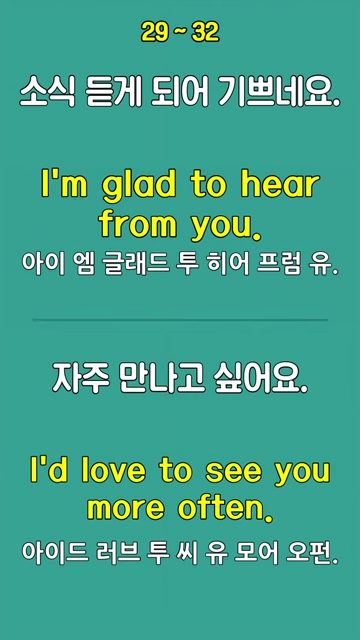 29 ~ 32
소식 듣게 되어 기쁘네요.
I'm glad to hear
from you.
아이 엠 글래드 투 히어 프럼 유.
자주 만나고 싶어요.
I'd love to see you
more often.
아이드 러브 투 씨 유 모어 오펀.